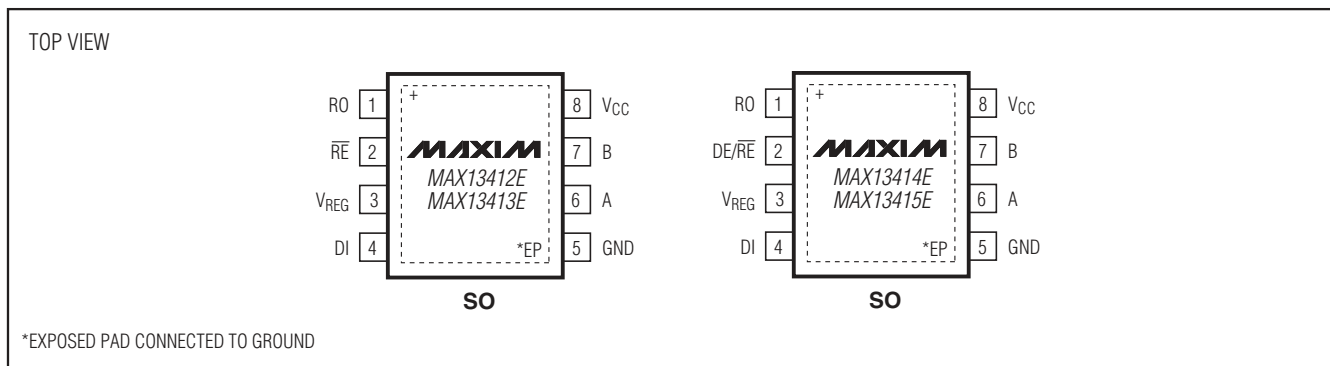 TOP VIEW
RO 1
R̅E̅ 2
VREG 3
DI 4
+
MAXIM
MAX13412E
MAX13413E
*EP
8 VCC
7 B
6 A
5 GND
SO
RO 1
DE/R̅E̅ 2
VREG 3
DI 4
+
MAXIM
MAX13414E
MAX13415E
*EP
8 VCC
7 B
6 A
5 GND
SO
*EXPOSED PAD CONNECTED TO GROUND